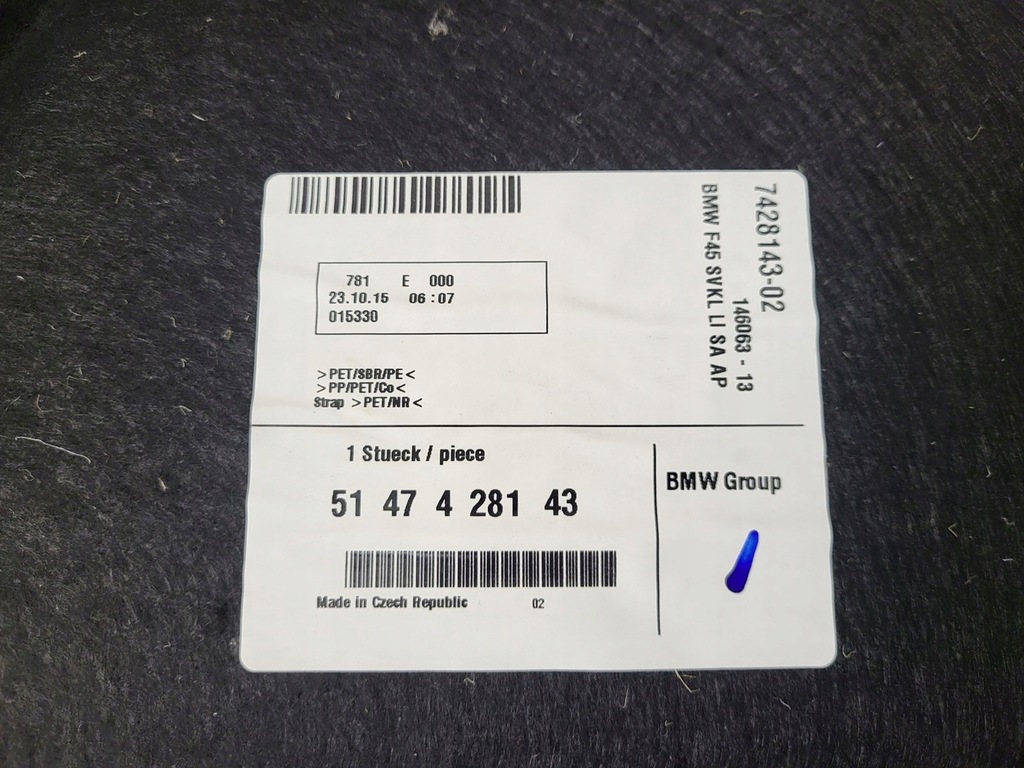 781 E 000
23.10.15 06:07
015330
>PET/SBR/PE<
>PP/PET/Co<
Strap >PET/NR<
7428143-02
146063 - 13
BMW F45 SVKL LI SA AP
1 Stueck / piece
51 47 4 281 43
Made in Czech Republic 02
BMW Group